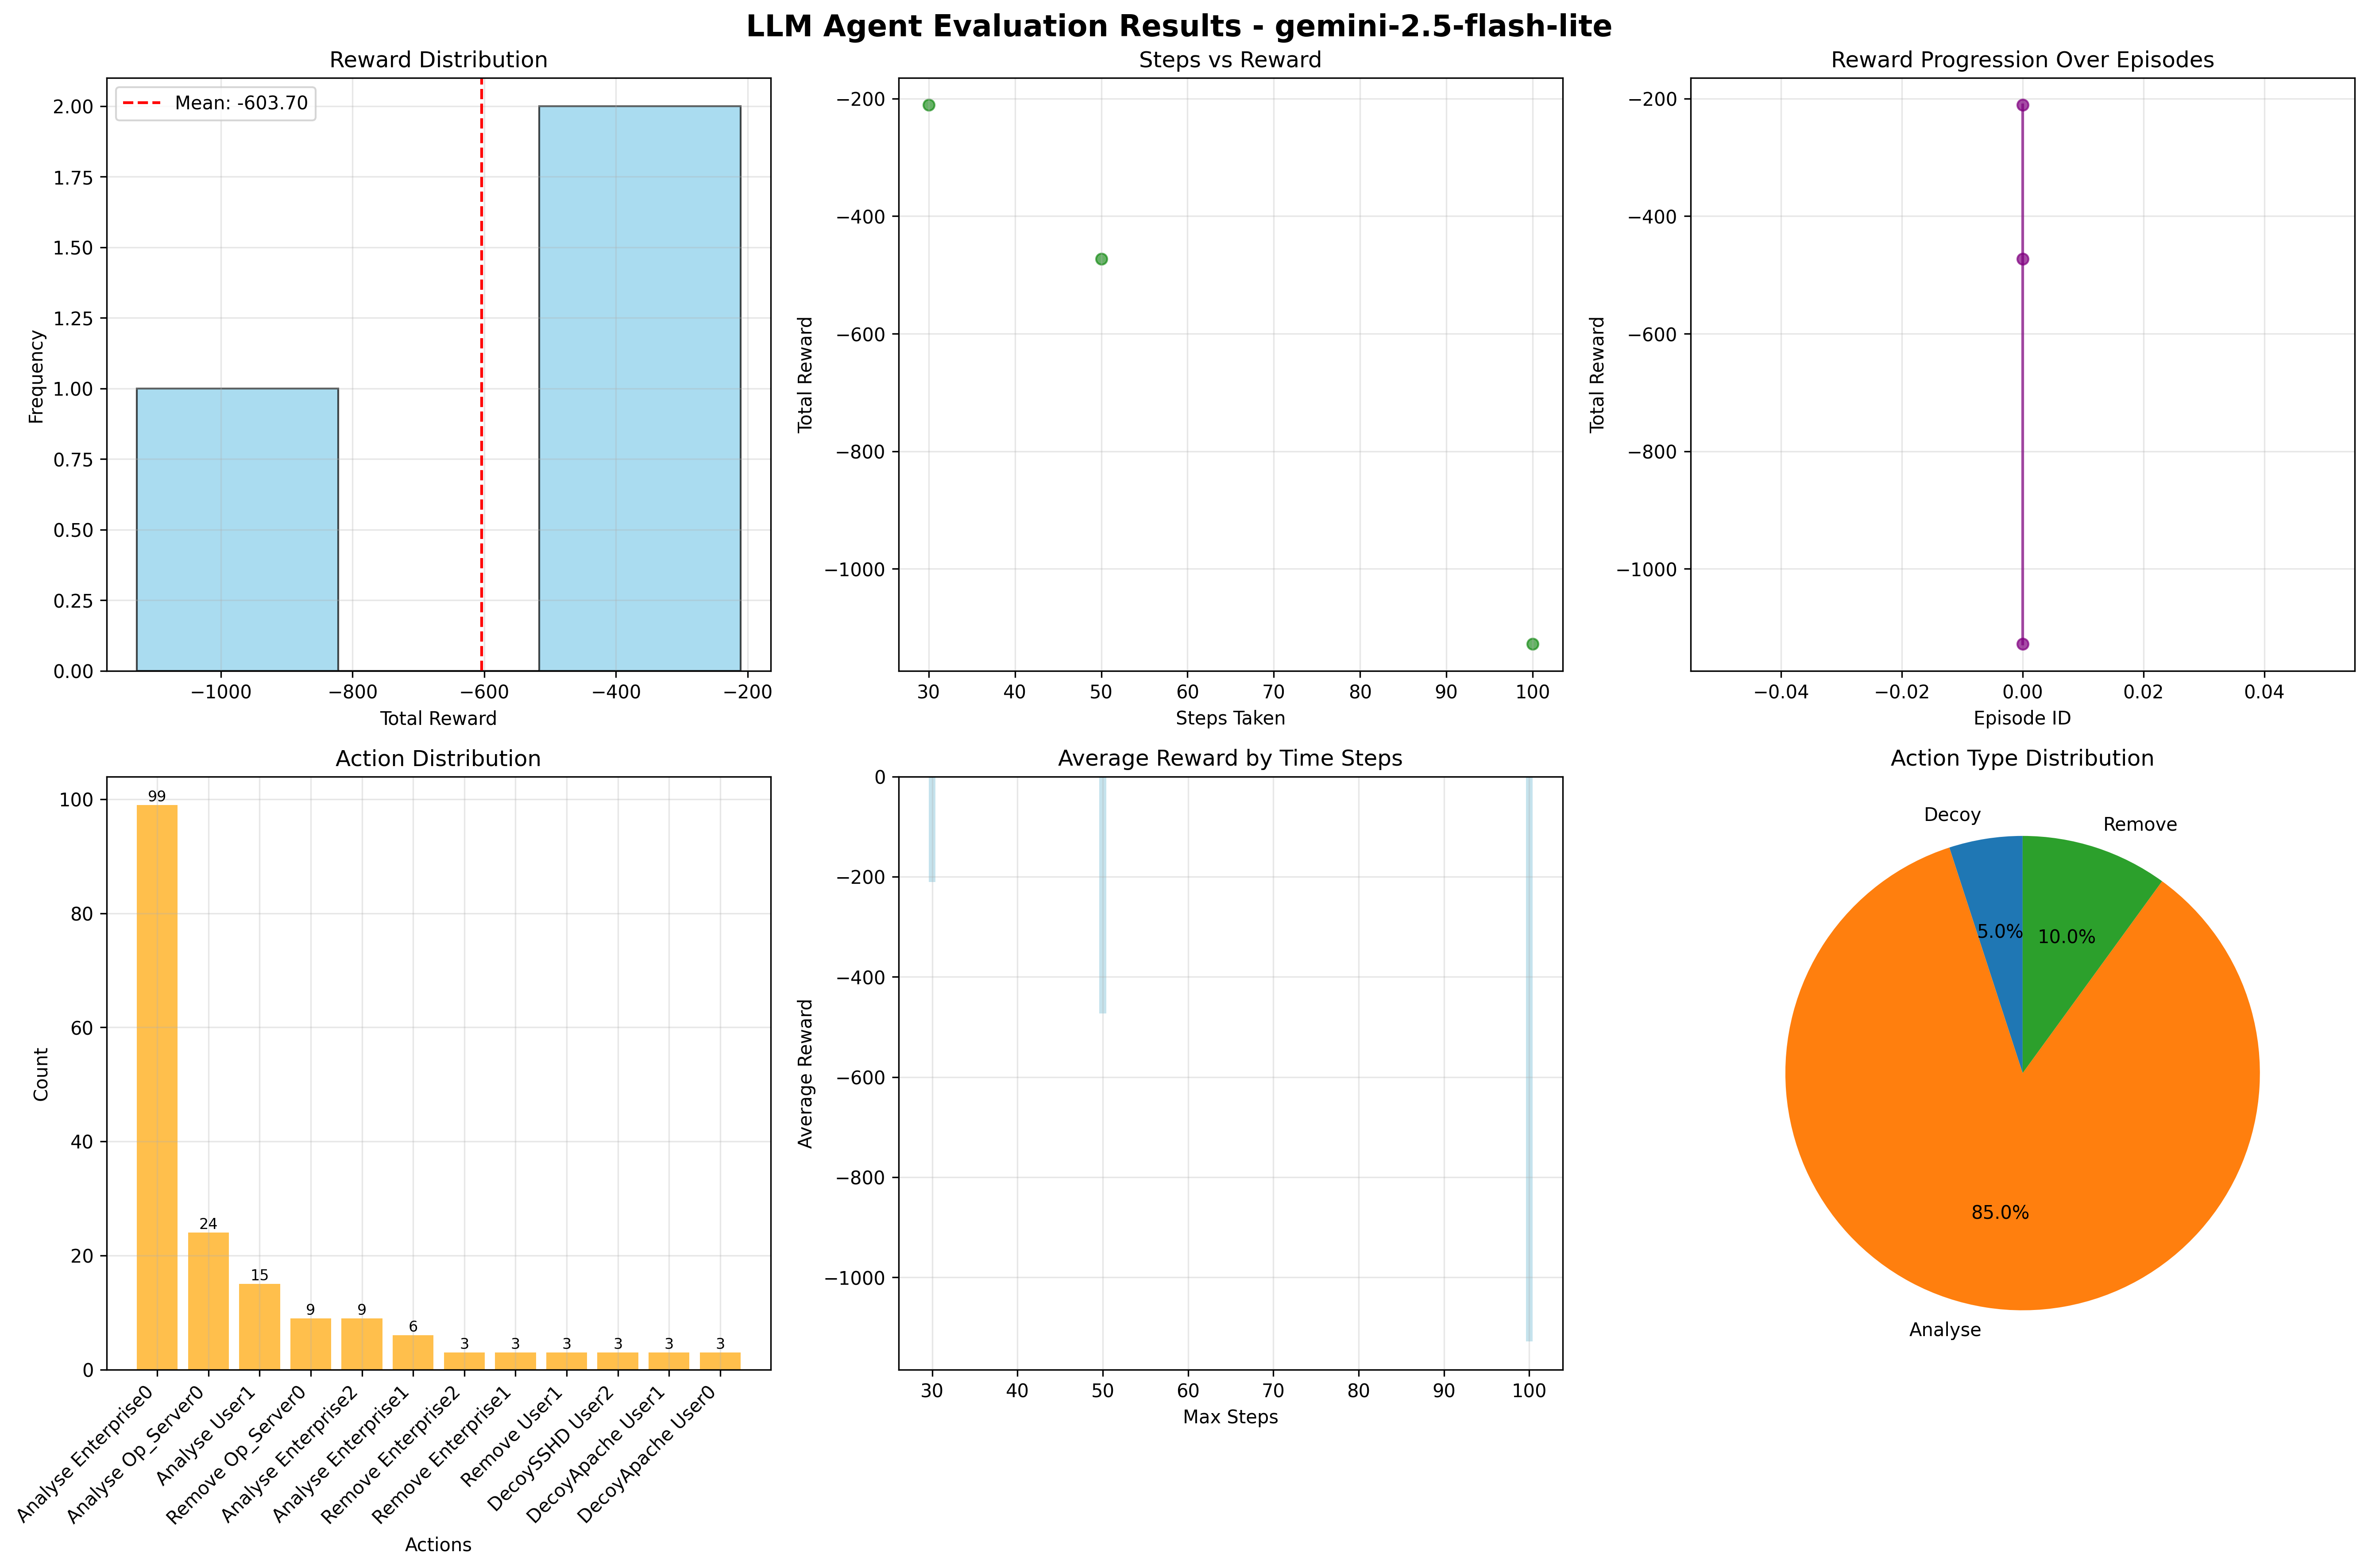 LLM Agent Evaluation Results - gemini-2.5-flash-lite
Reward Distribution
Mean: -603.70
Frequency
2.00
1.75
1.50
1.25
1.00
0.75
0.50
0.25
0.00
−1000
−800
−600
−400
−200
Total Reward
Steps vs Reward
Total Reward
−200
−400
−600
−800
−1000
30
40
50
60
70
80
90
100
Steps Taken
Reward Progression Over Episodes
Total Reward
−200
−400
−600
−800
−1000
−0.04
−0.02
0.00
0.02
0.04
Episode ID
Action Distribution
Count
100
80
60
40
20
0
99
24
15
9
9
6
3
3
3
3
3
3
Analyse Enterprise0
Analyse Op_Server0
Analyse User1
Remove Op_Server0
Analyse Enterprise2
Analyse Enterprise1
Remove Enterprise2
Remove Enterprise1
Remove User1
DecoySSHD User2
DecoyApache User1
DecoyApache User0
Actions
Average Reward by Time Steps
Average Reward
0
−200
−400
−600
−800
−1000
30
40
50
60
70
80
90
100
Max Steps
Action Type Distribution
Decoy
Remove
5.0%
10.0%
85.0%
Analyse